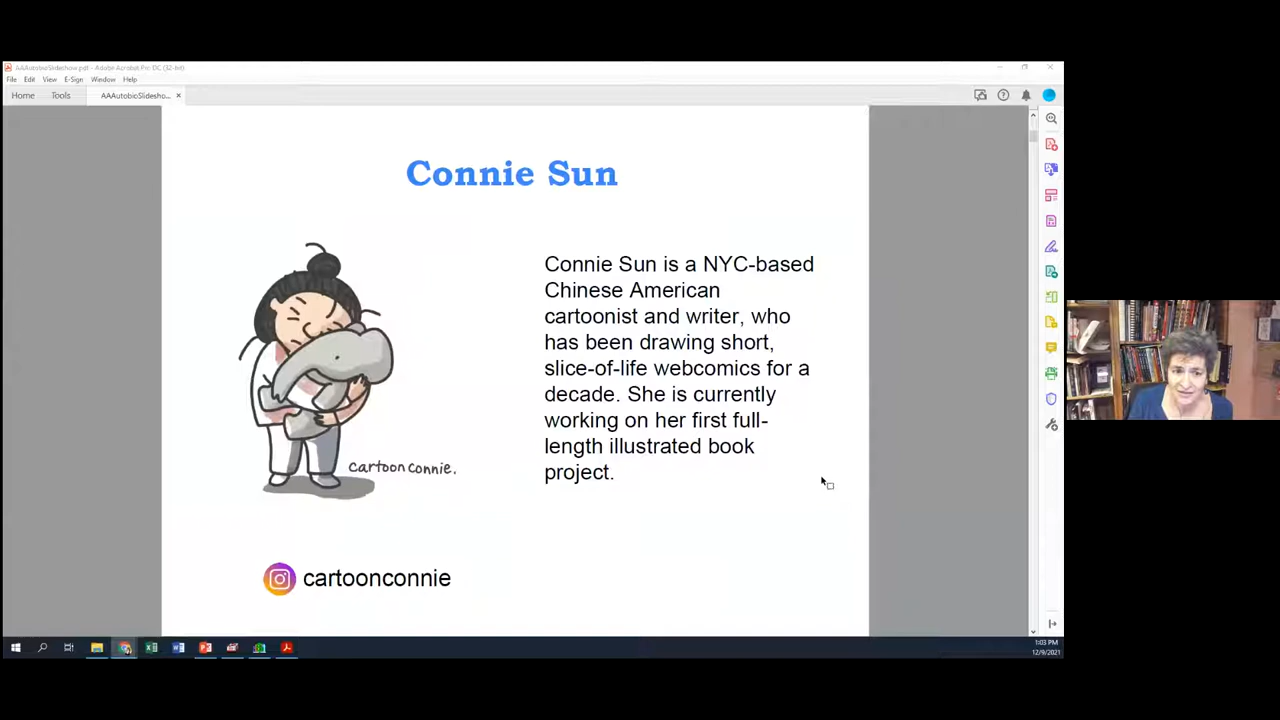 AAAutobioSlideshow.pdf - Adobe Acrobat Pro DC (32-bit)
File Edit View E-Sign Window Help
Home Tools AAAutobioSlidesho...
Connie Sun
Connie Sun is a NYC-based
Chinese American
cartoonist and writer, who
has been drawing short,
slice-of-life webcomics for a
decade. She is currently
working on her first full-
length illustrated book
project.
cartoonconnie.
cartoonconnie
1:03 PM
12/9/2021